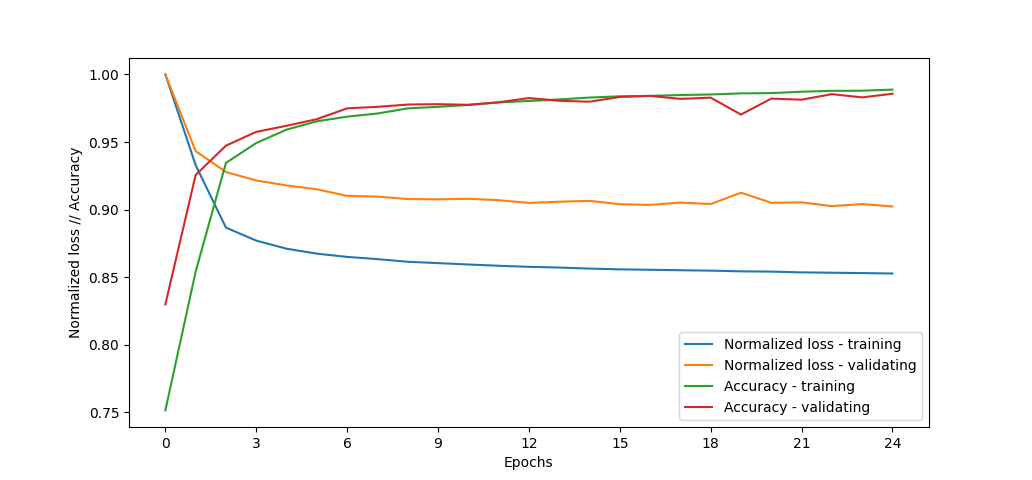 1.00
0.95
0.90
0.85
0.80
0.75
Normalized loss // Accuracy
0 3 6 9 12 15 18 21 24
Epochs
Normalized loss - training
Normalized loss - validating
Accuracy - training
Accuracy - validating